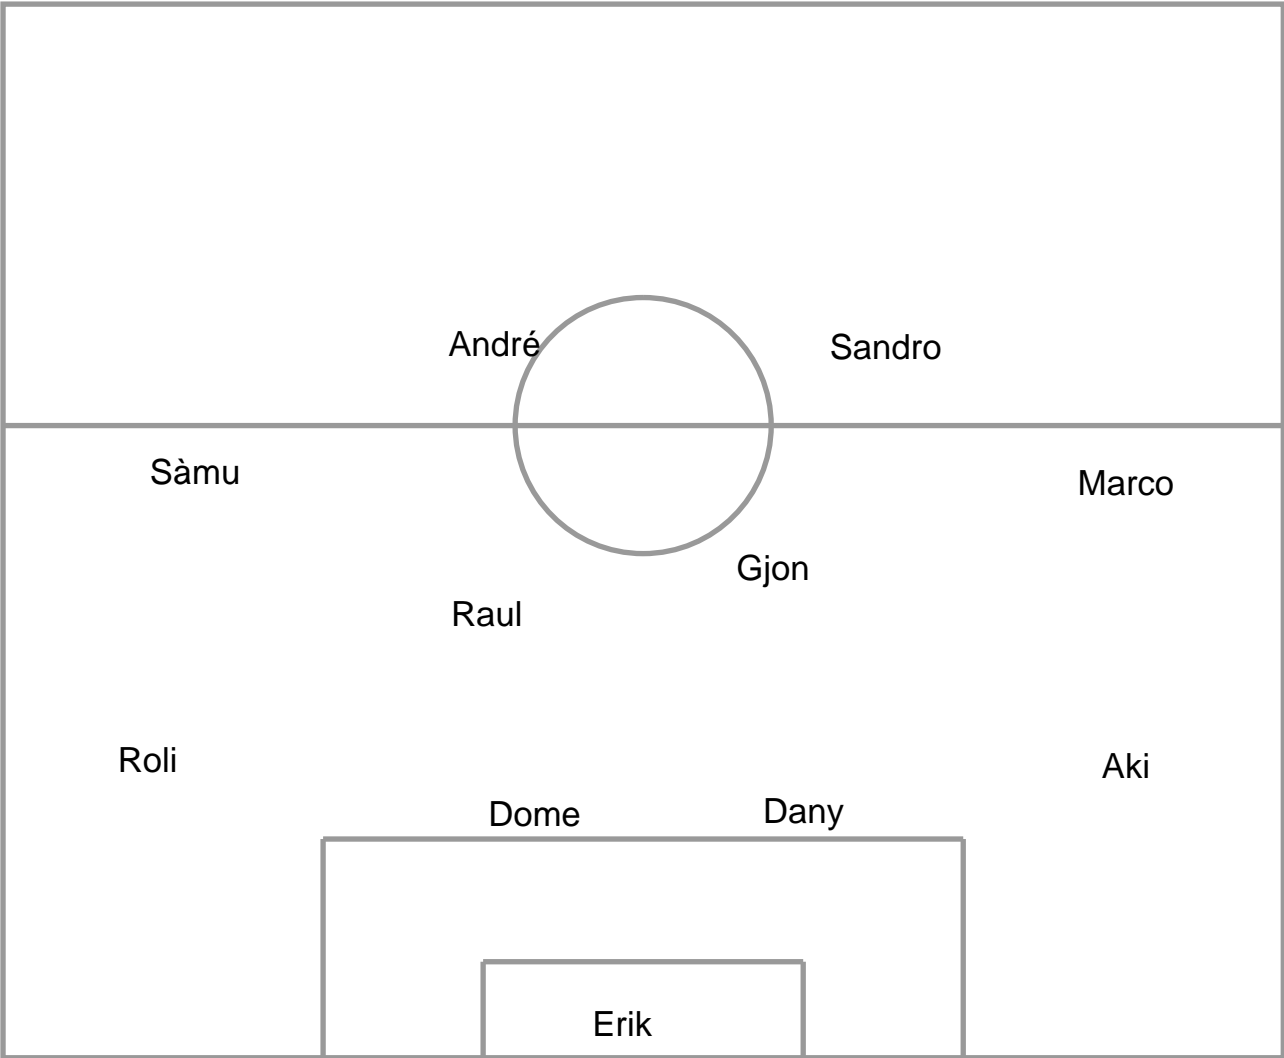 André
Sandro
Sàmu
Marco
Gjon
Raul
Roli
Aki
Dome
Dany
Erik